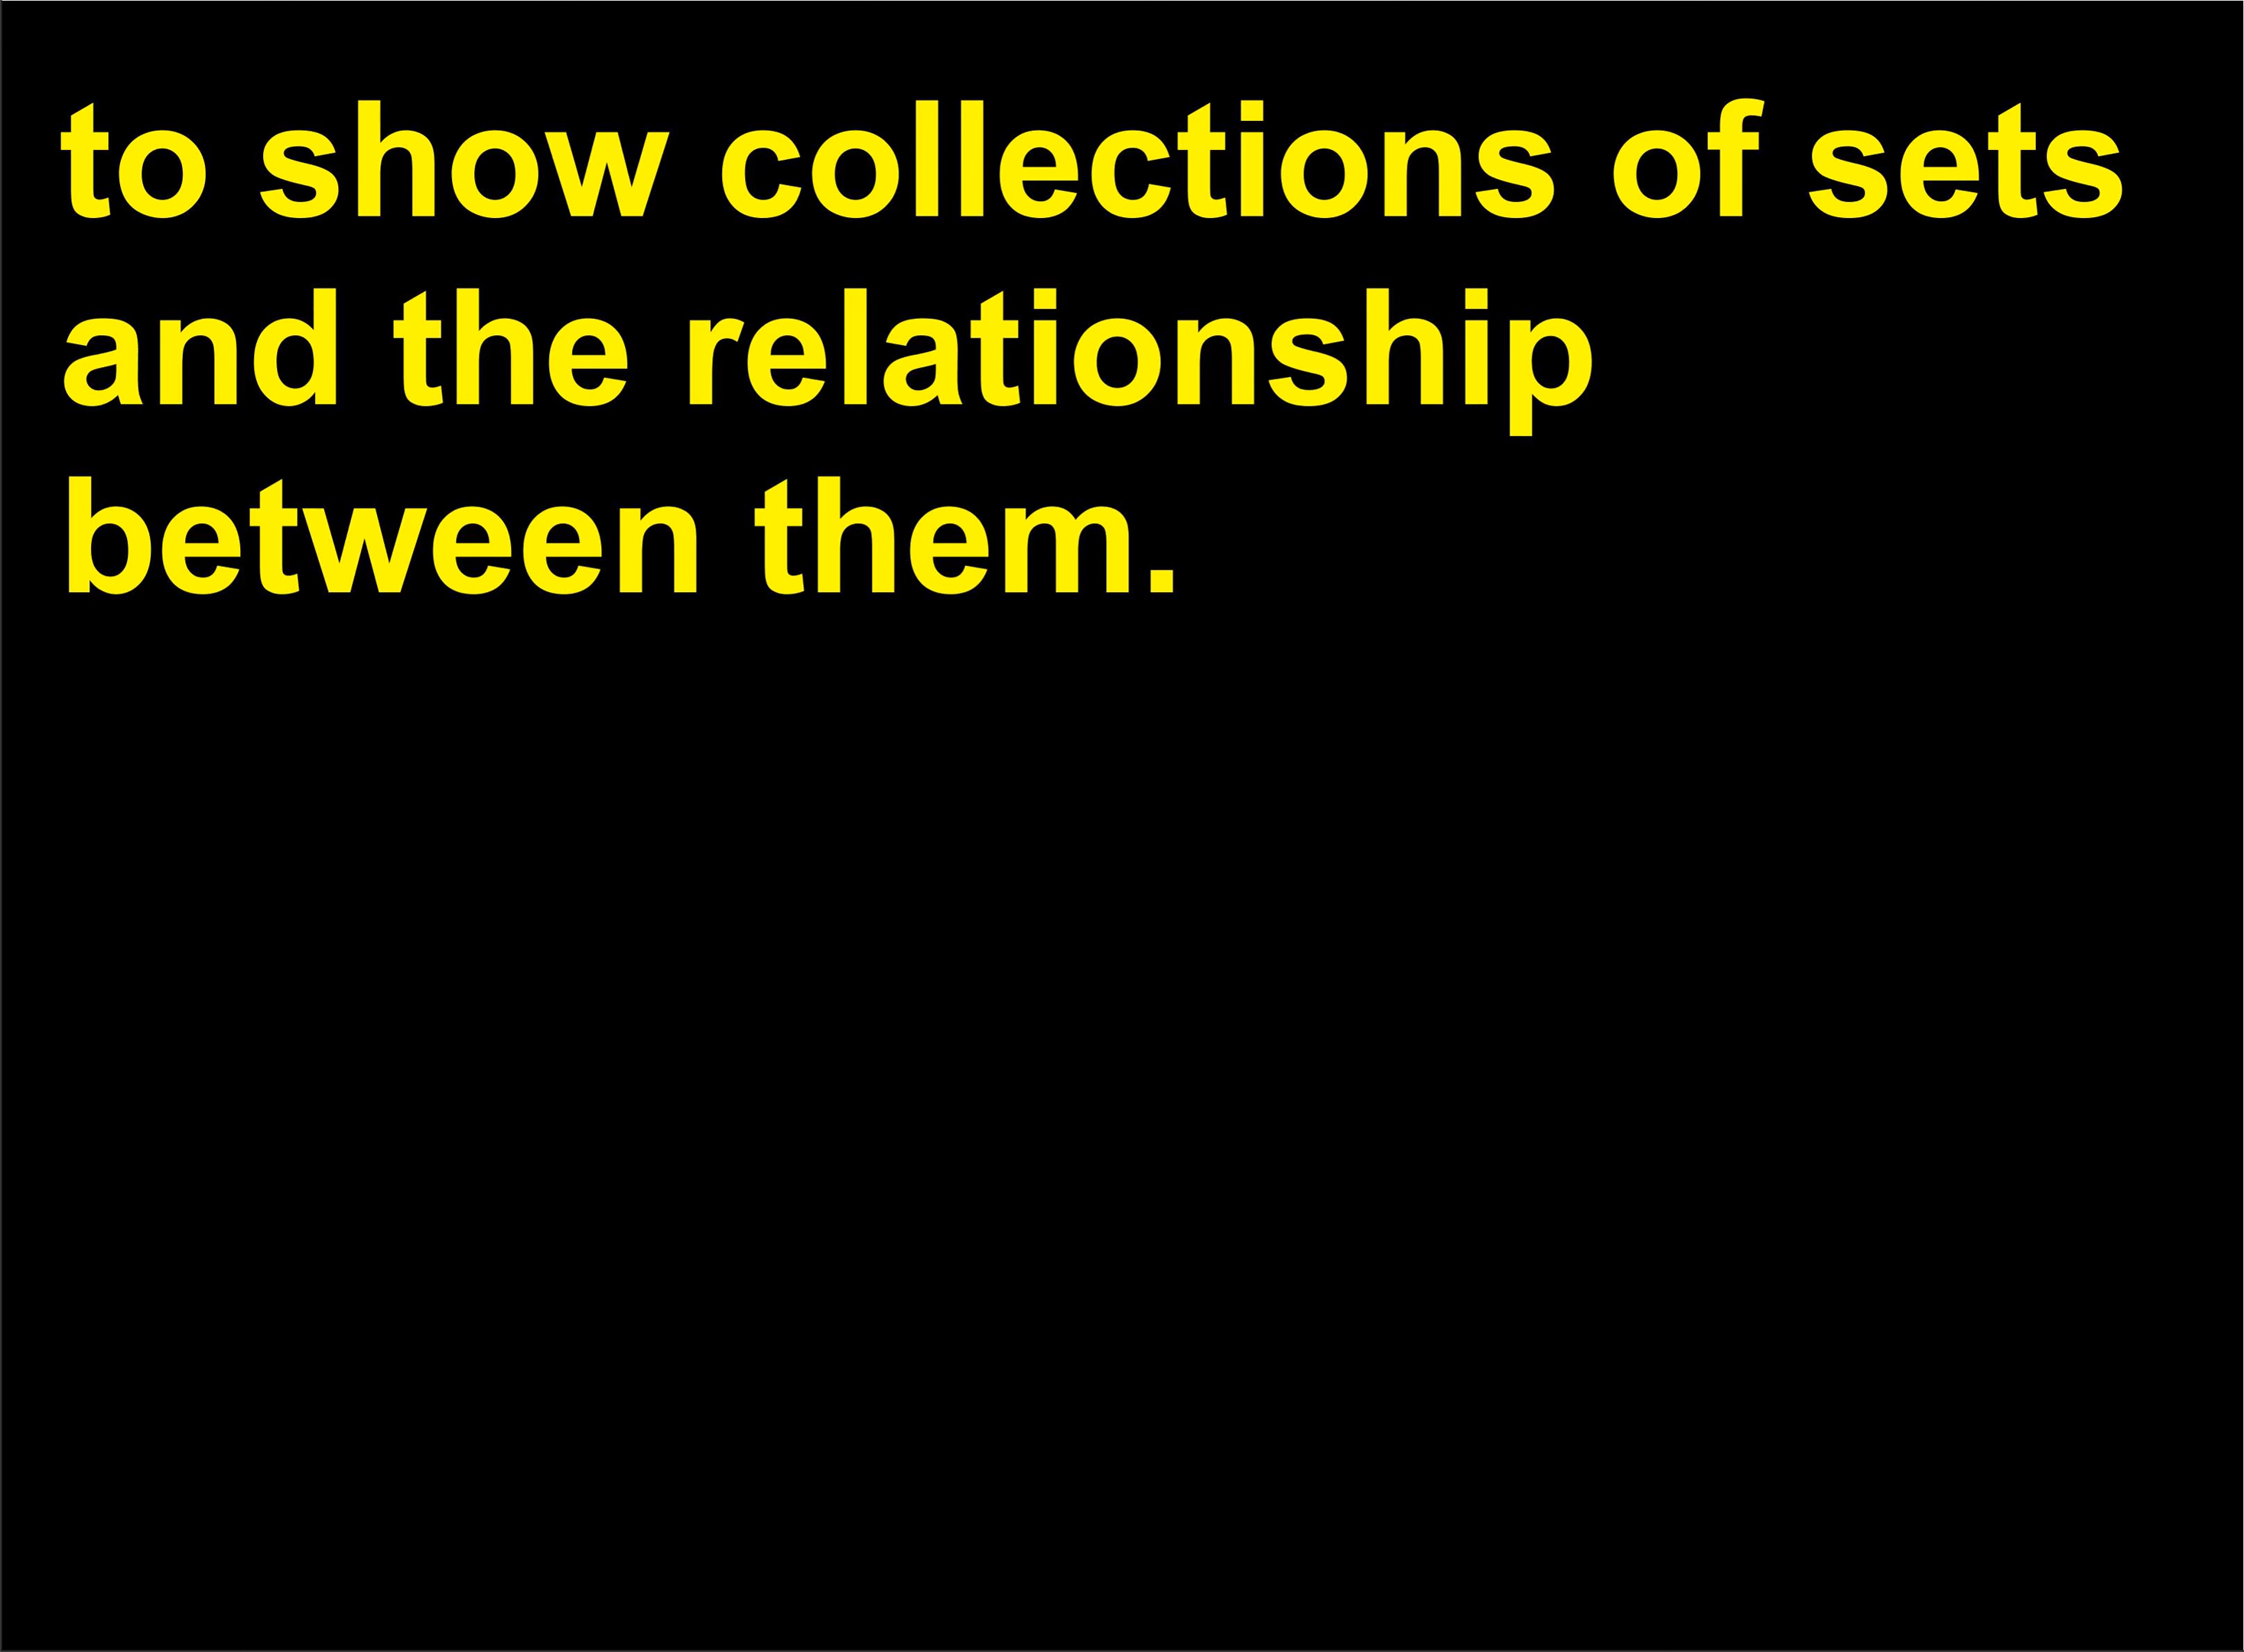 to show collections of sets
and the relationship
between them.